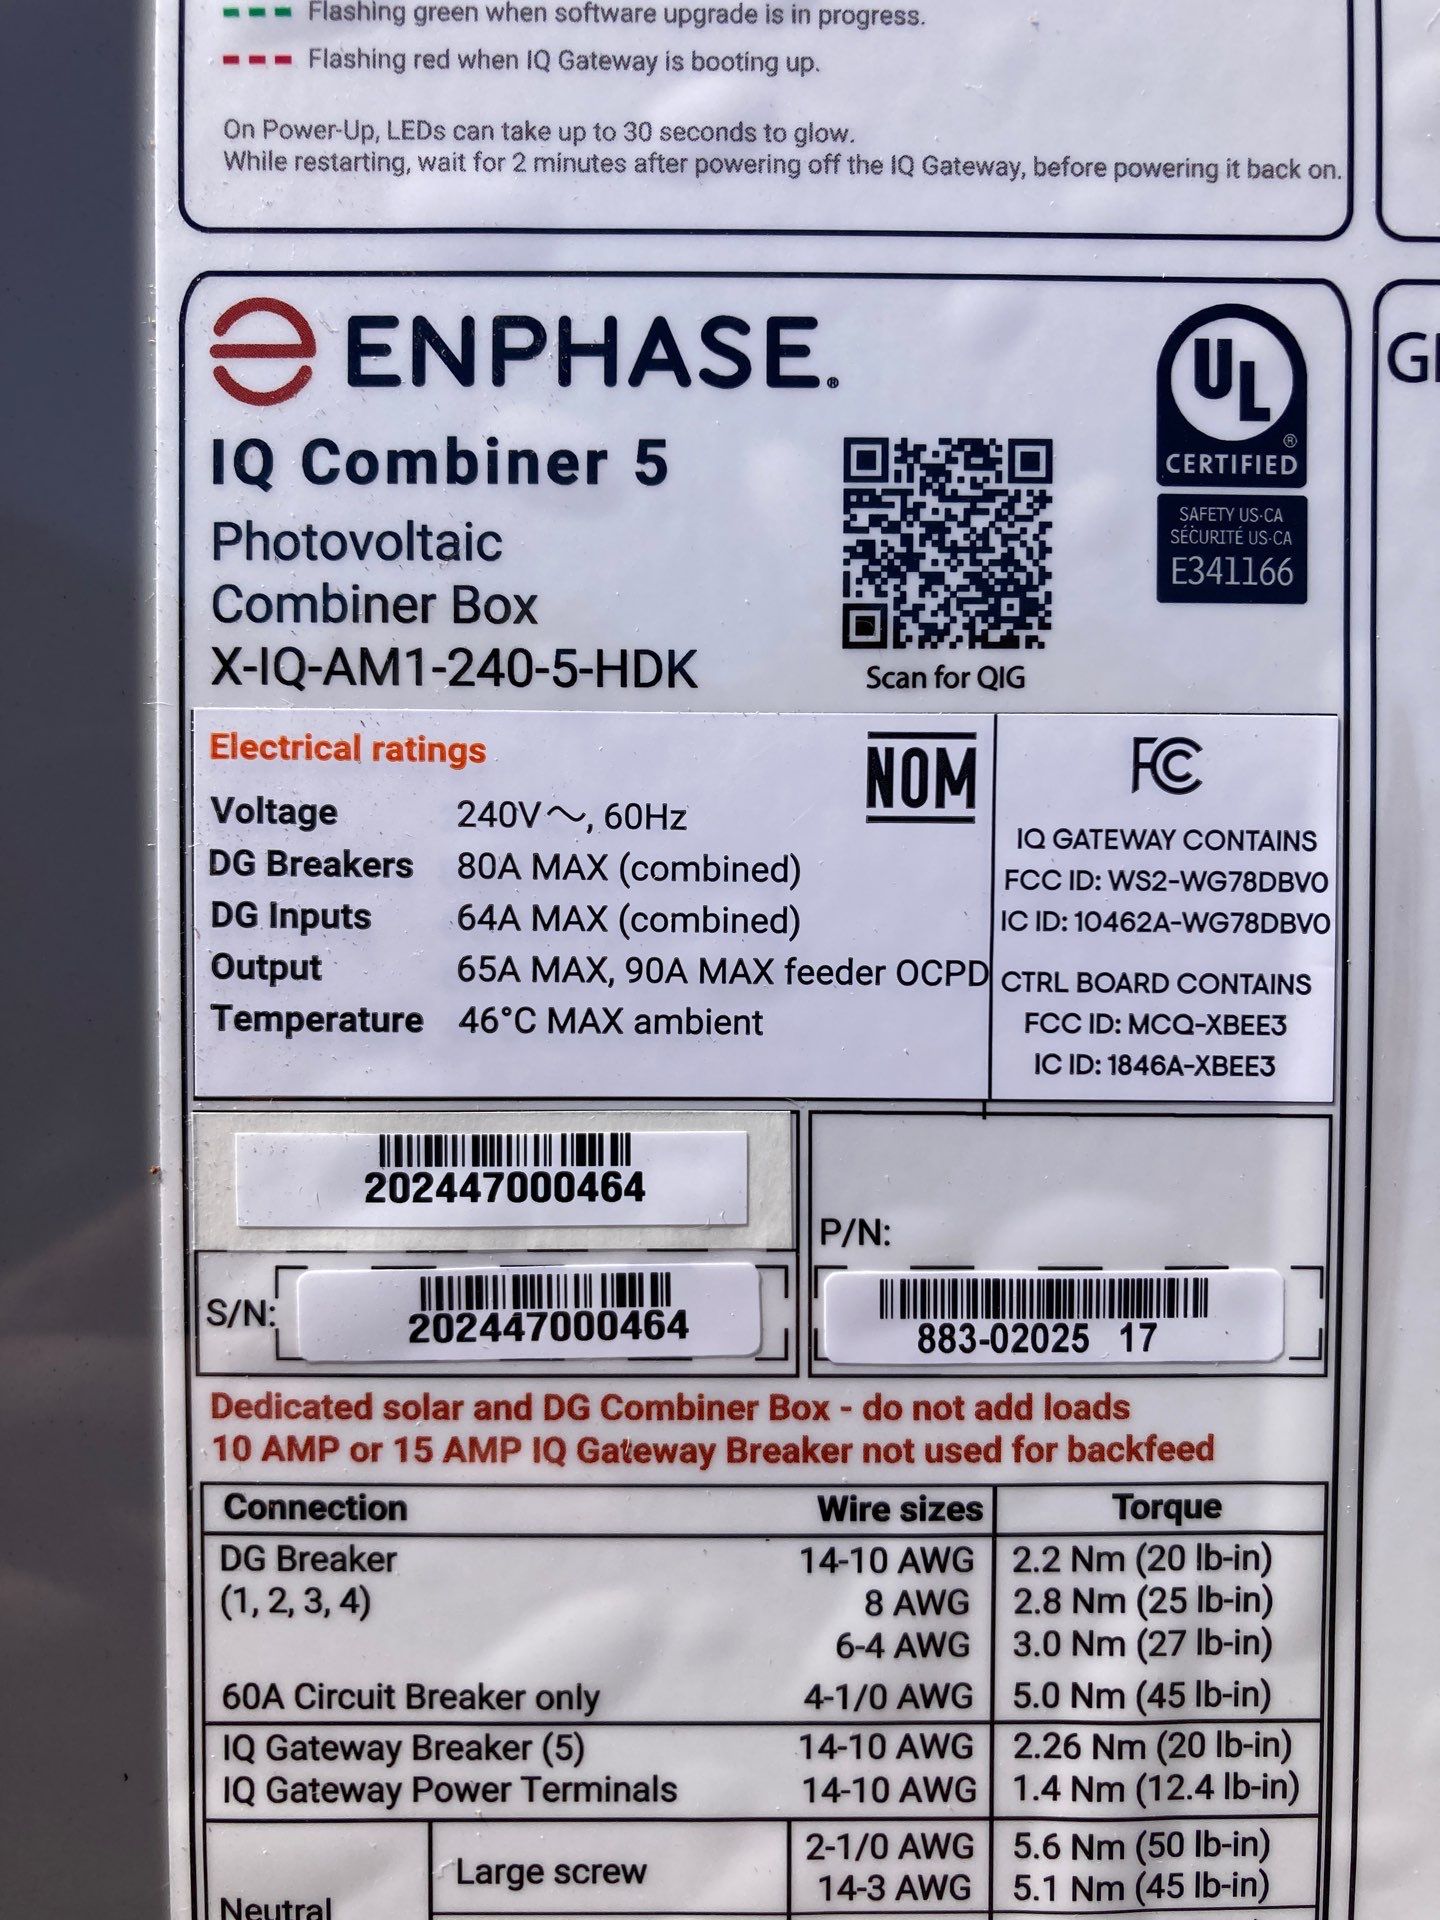 Flashing green when software upgrade is in progress.
Flashing red when IQ Gateway is booting up.
On Power-Up, LEDs can take up to 30 seconds to glow.
While restarting, wait for 2 minutes after powering off the IQ Gateway, before powering it back on.
ENPHASE®
IQ Combiner 5
Photovoltaic
Combiner Box
X-IQ-AM1-240-5-HDK
Scan for QIG
UL
®
CERTIFIED
SAFETY US·CA
SÉCURITÉ US·CA
E341166
Electrical ratings
Voltage 240V～, 60Hz
DG Breakers 80A MAX (combined)
DG Inputs 64A MAX (combined)
Output 65A MAX, 90A MAX feeder OCPD
Temperature 46°C MAX ambient
NOM
FC
IQ GATEWAY CONTAINS
FCC ID: WS2-WG78DBV0
IC ID: 10462A-WG78DBV0
CTRL BOARD CONTAINS
FCC ID: MCQ-XBEE3
IC ID: 1846A-XBEE3
202447000464
P/N:
S/N: 202447000464
883-02025 17
Dedicated solar and DG Combiner Box - do not add loads
10 AMP or 15 AMP IQ Gateway Breaker not used for backfeed
Connection Wire sizes Torque
DG Breaker 14-10 AWG 2.2 Nm (20 lb-in)
(1, 2, 3, 4) 8 AWG 2.8 Nm (25 lb-in)
6-4 AWG 3.0 Nm (27 lb-in)
60A Circuit Breaker only 4-1/0 AWG 5.0 Nm (45 lb-in)
IQ Gateway Breaker (5) 14-10 AWG 2.26 Nm (20 lb-in)
IQ Gateway Power Terminals 14-10 AWG 1.4 Nm (12.4 lb-in)
2-1/0 AWG 5.6 Nm (50 lb-in)
Large screw 14-3 AWG 5.1 Nm (45 lb-in)
Neutral